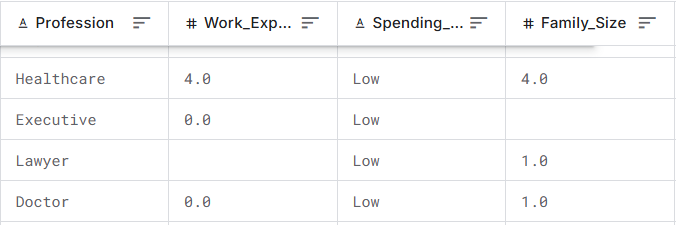 A Profession # Work_Exp... A Spending_... # Family_Size
Healthcare 4.0 Low 4.0
Executive 0.0 Low
Lawyer Low 1.0
Doctor 0.0 Low 1.0